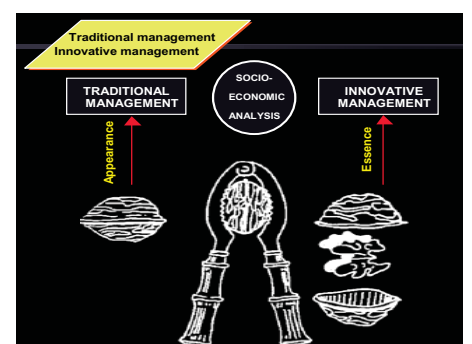 Traditional management
Innovative management
TRADITIONAL
MANAGEMENT
SOCIO-
ECONOMIC
ANALYSIS
INNOVATIVE
MANAGEMENT
Appearance
Essence